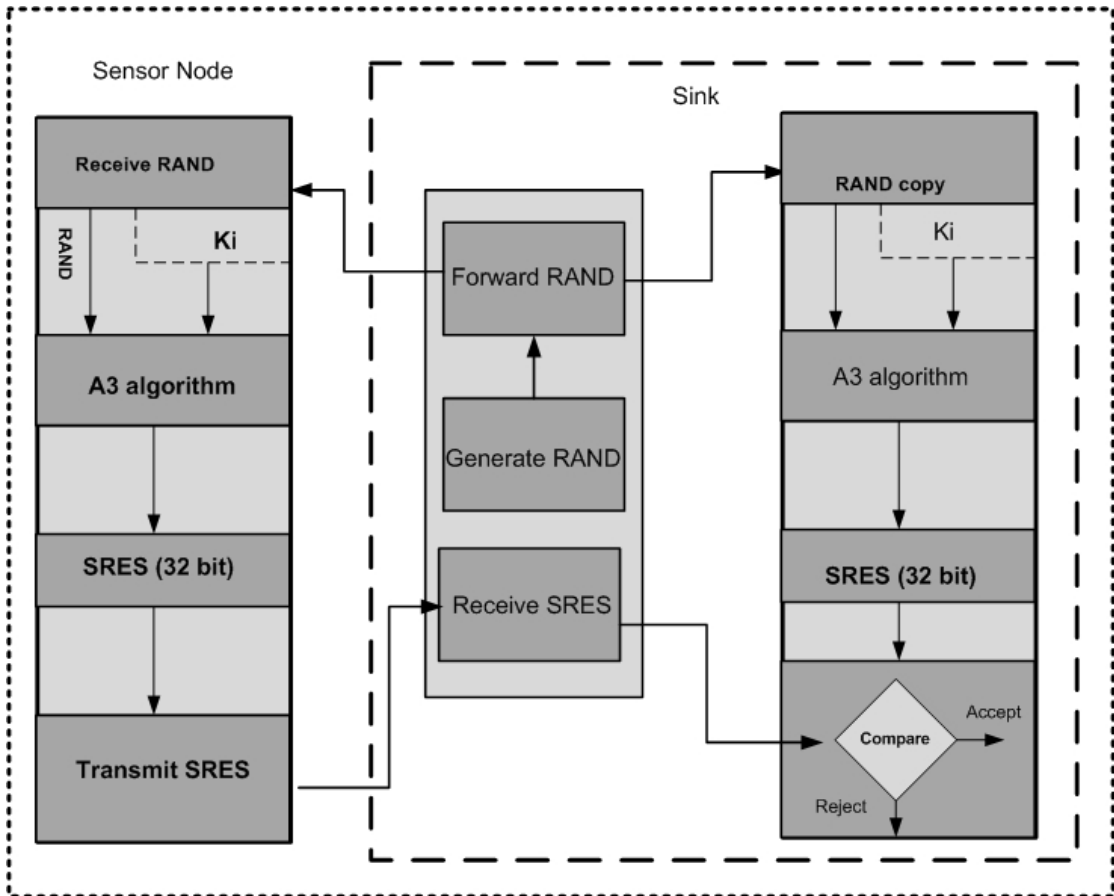 Sensor Node
Receive RAND
RAND
Ki
A3 algorithm
SRES (32 bit)
Transmit SRES
Sink
Forward RAND
Generate RAND
Receive SRES
RAND copy
Ki
A3 algorithm
SRES (32 bit)
Compare
Accept
Reject